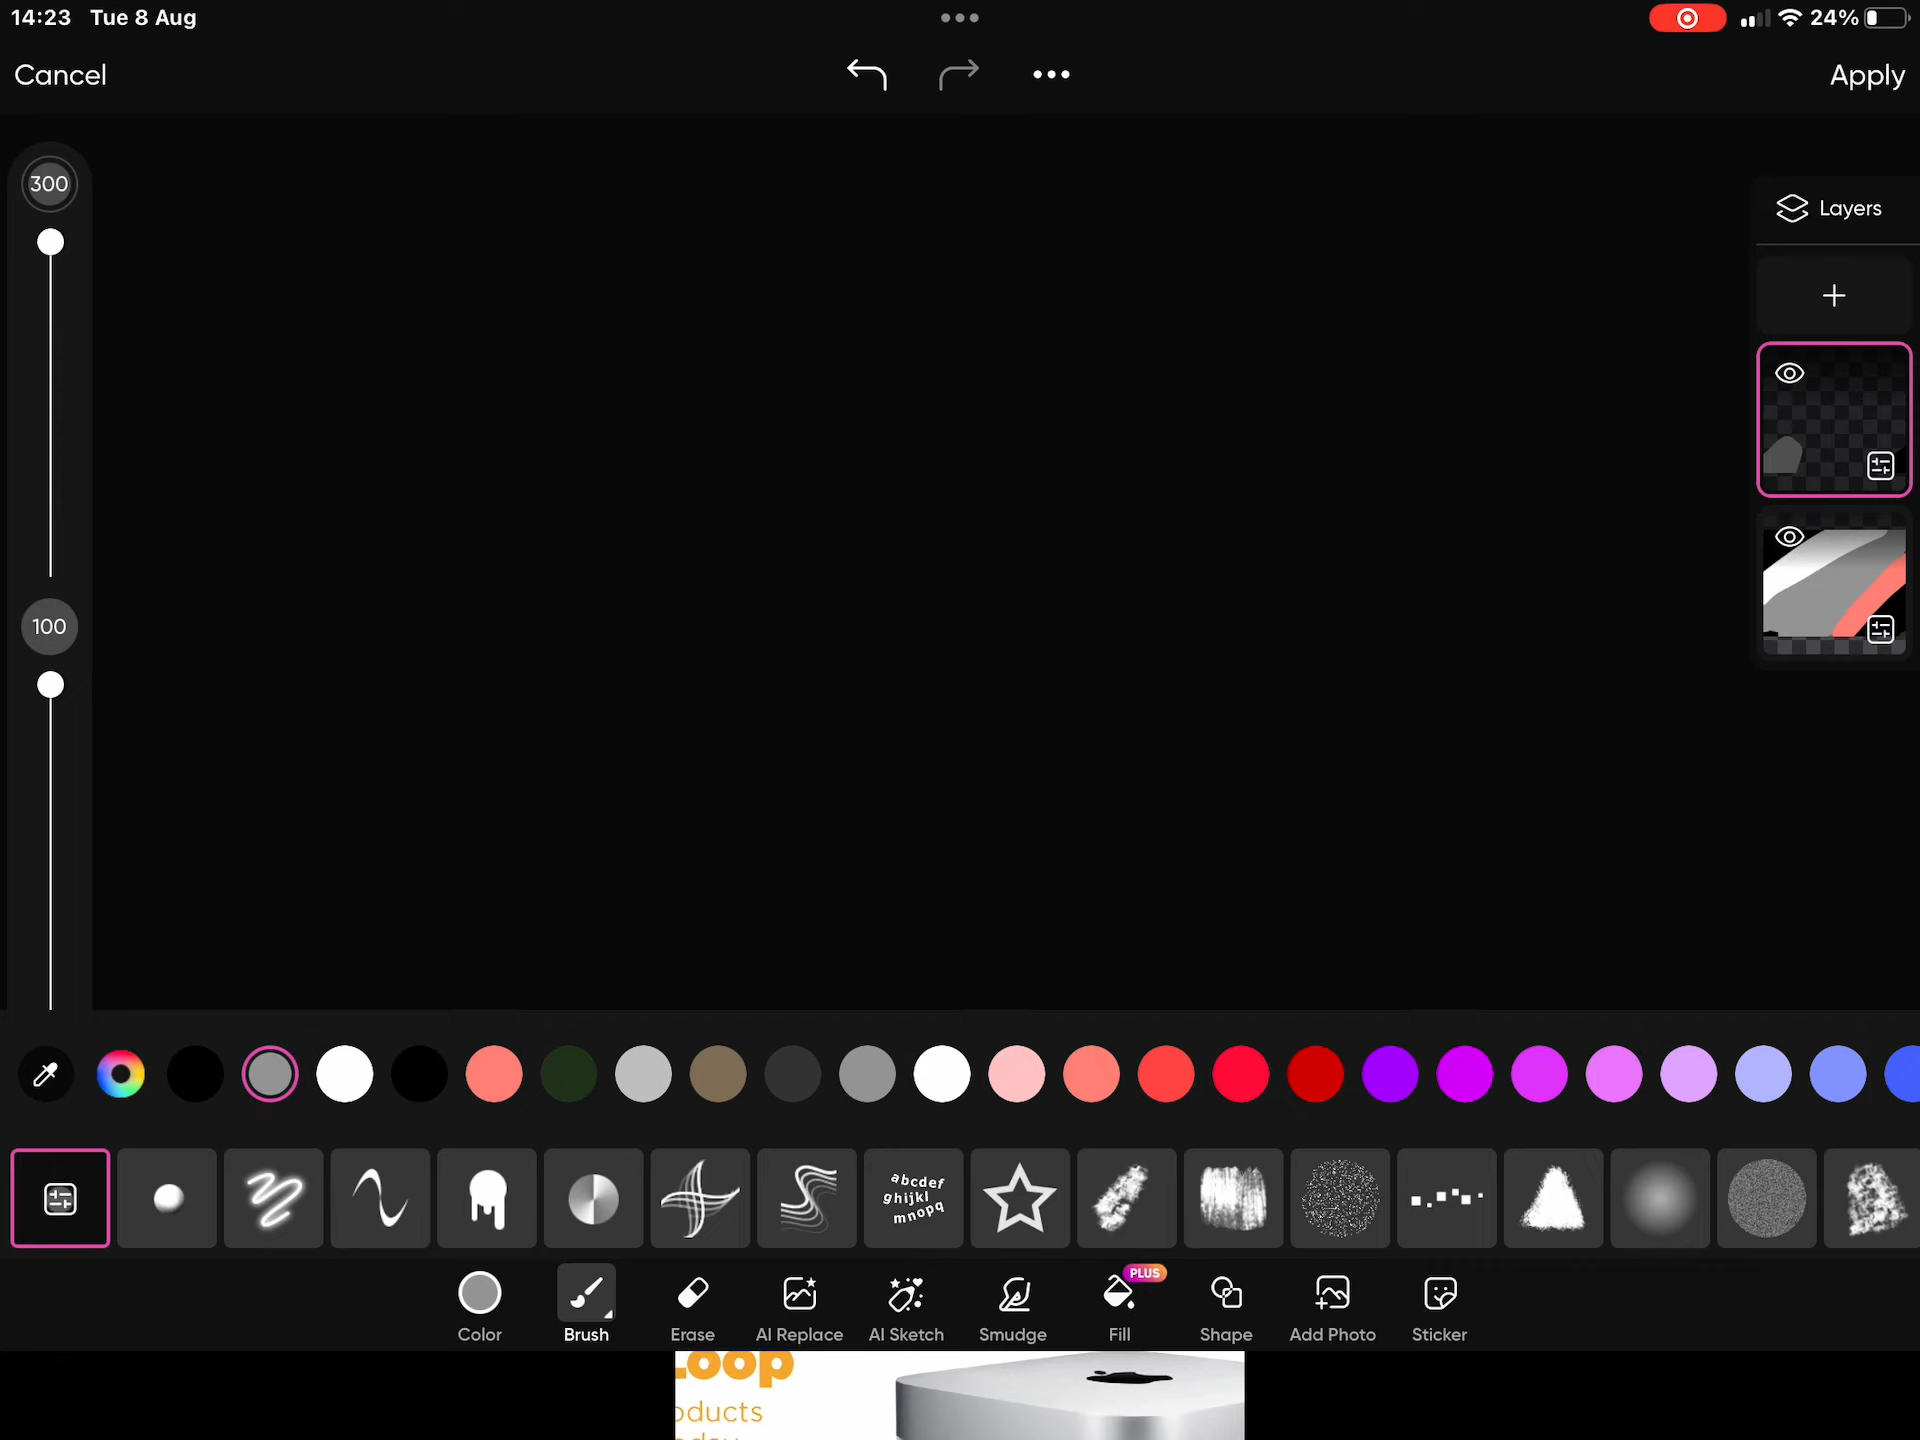 14:23 Tue 8 Aug
24%
Cancel
Apply
300
Layers
100
abcdef
ghijkl
mnopq
PLUS
Color
Brush
Erase
AI Replace
AI Sketch
Smudge
Fill
Shape
Add Photo
Sticker
Loop
oducts